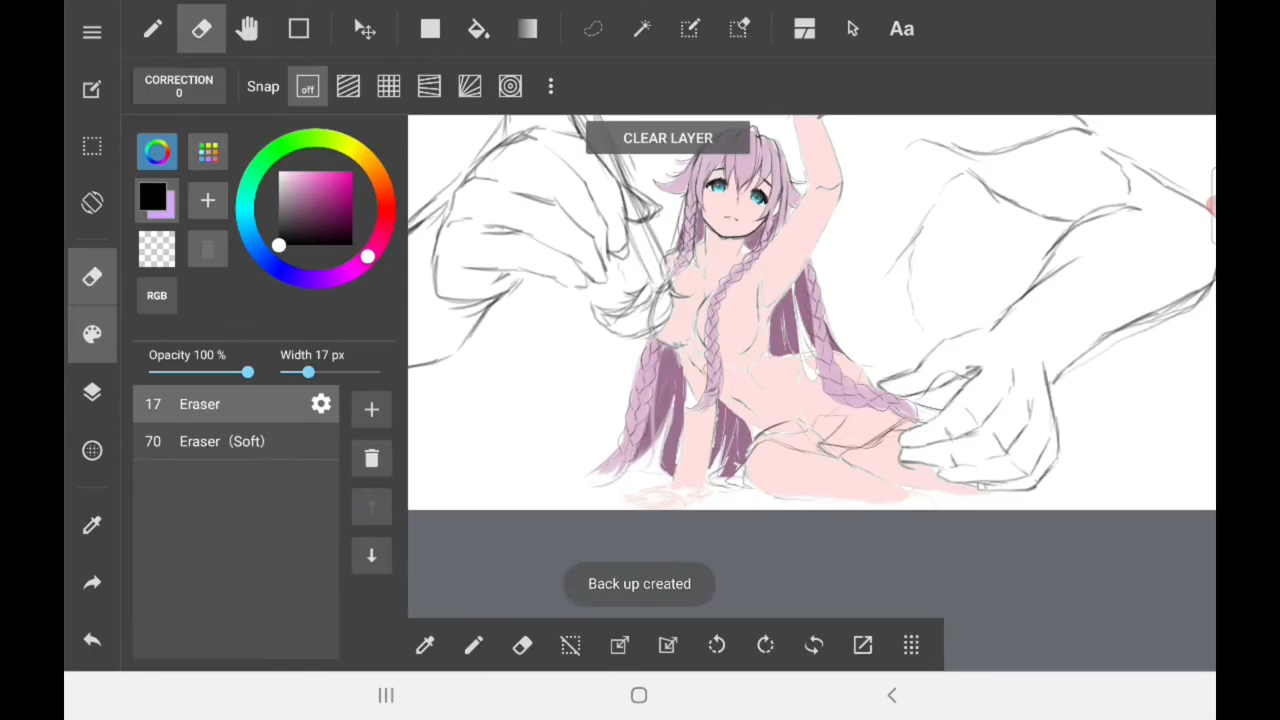 Aa
CORRECTION
0
Snap
off
CLEAR LAYER
RGB
Opacity 100 %
Width 17 px
17 Eraser
70 Eraser (Soft)
Back up created